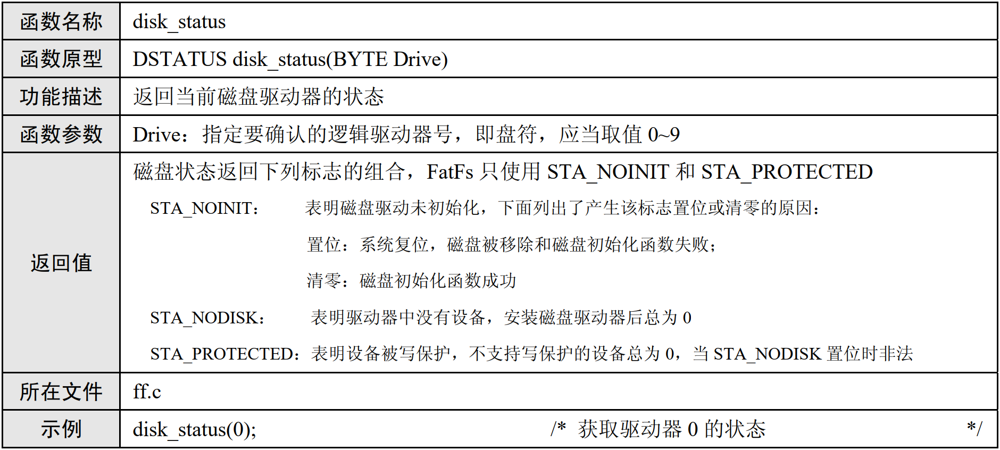 函数名称 disk_status
函数原型 DSTATUS disk_status(BYTE Drive)
功能描述 返回当前磁盘驱动器的状态
函数参数 Drive：指定要确认的逻辑驱动器号，即盘符，应当取值 0~9
返回值
磁盘状态返回下列标志的组合，FatFs 只使用 STA_NOINIT 和 STA_PROTECTED
STA_NOINIT： 表明磁盘驱动未初始化，下面列出了产生该标志置位或清零的原因：
置位：系统复位，磁盘被移除和磁盘初始化函数失败；
清零：磁盘初始化函数成功
STA_NODISK： 表明驱动器中没有设备，安装磁盘驱动器后总为 0
STA_PROTECTED：表明设备被写保护，不支持写保护的设备总为 0，当 STA_NODISK 置位时非法
所在文件 ff.c
示例 disk_status(0); /* 获取驱动器 0 的状态 */